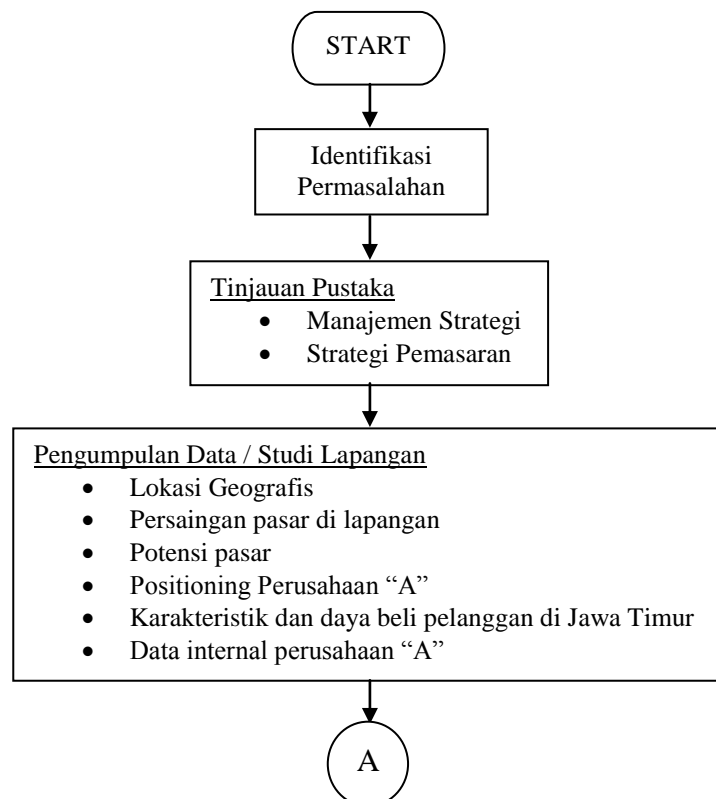 START
Identifikasi
Permasalahan
Tinjauan Pustaka
• Manajemen Strategi
• Strategi Pemasaran
Pengumpulan Data / Studi Lapangan
• Lokasi Geografis
• Persaingan pasar di lapangan
• Potensi pasar
• Positioning Perusahaan “A”
• Karakteristik dan daya beli pelanggan di Jawa Timur
• Data internal perusahaan “A”
A